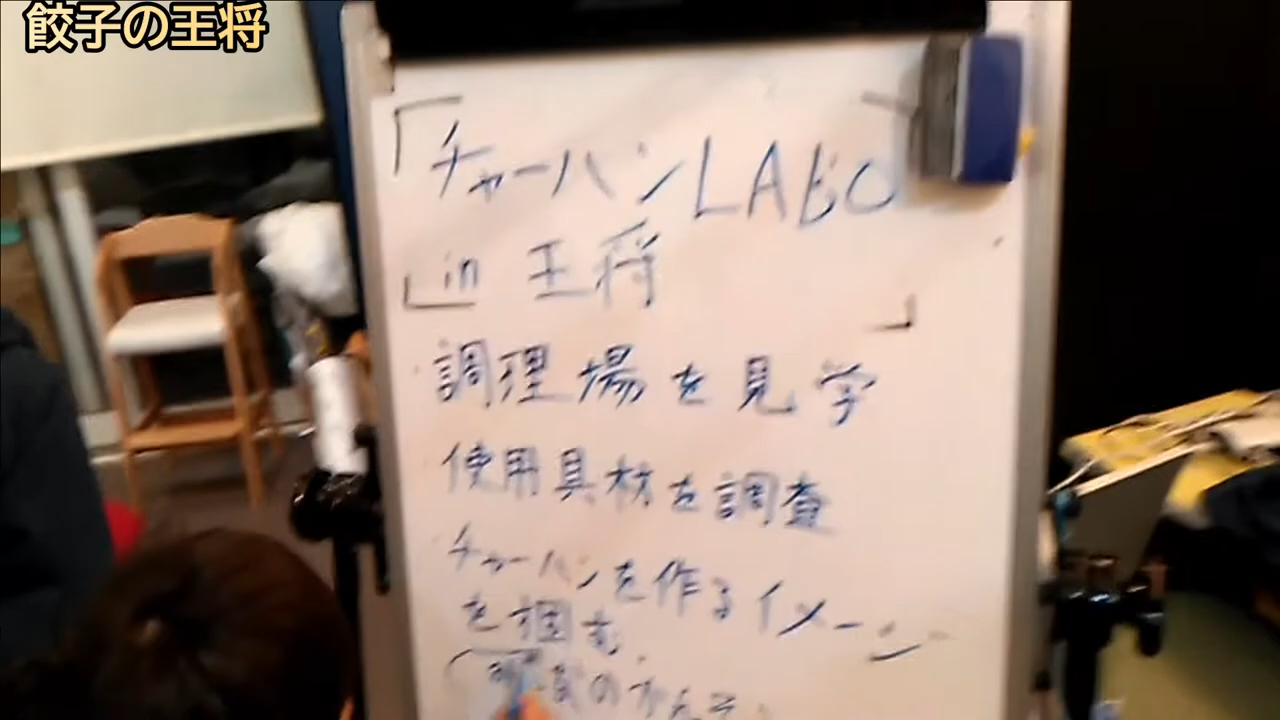 餃子の王将
「チャーハンLABO
in 王将」
調理場を見学
使用具材を調査
チャーハンを作るイメージ
を掴む